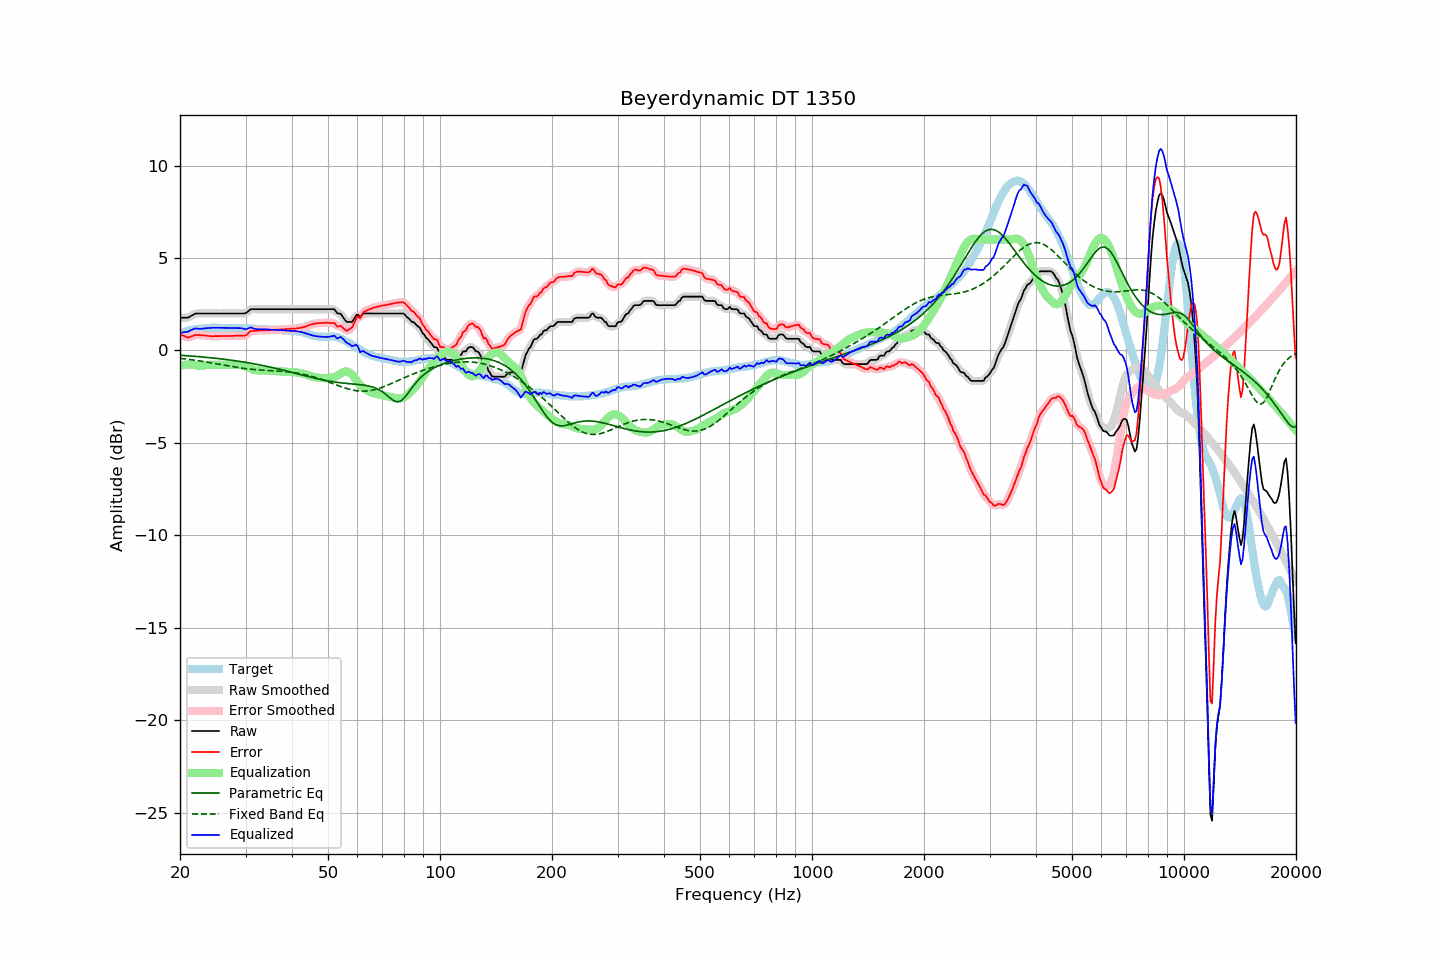 Beyerdynamic DT 1350
10
5
0
−5
−10
−15
−20
−25
Amplitude (dBr)
Target
Raw Smoothed
Error Smoothed
Raw
Error
Equalization
Parametric Eq
Fixed Band Eq
Equalized
20 50 100 200 500 1000 2000 5000 10000 20000
Frequency (Hz)